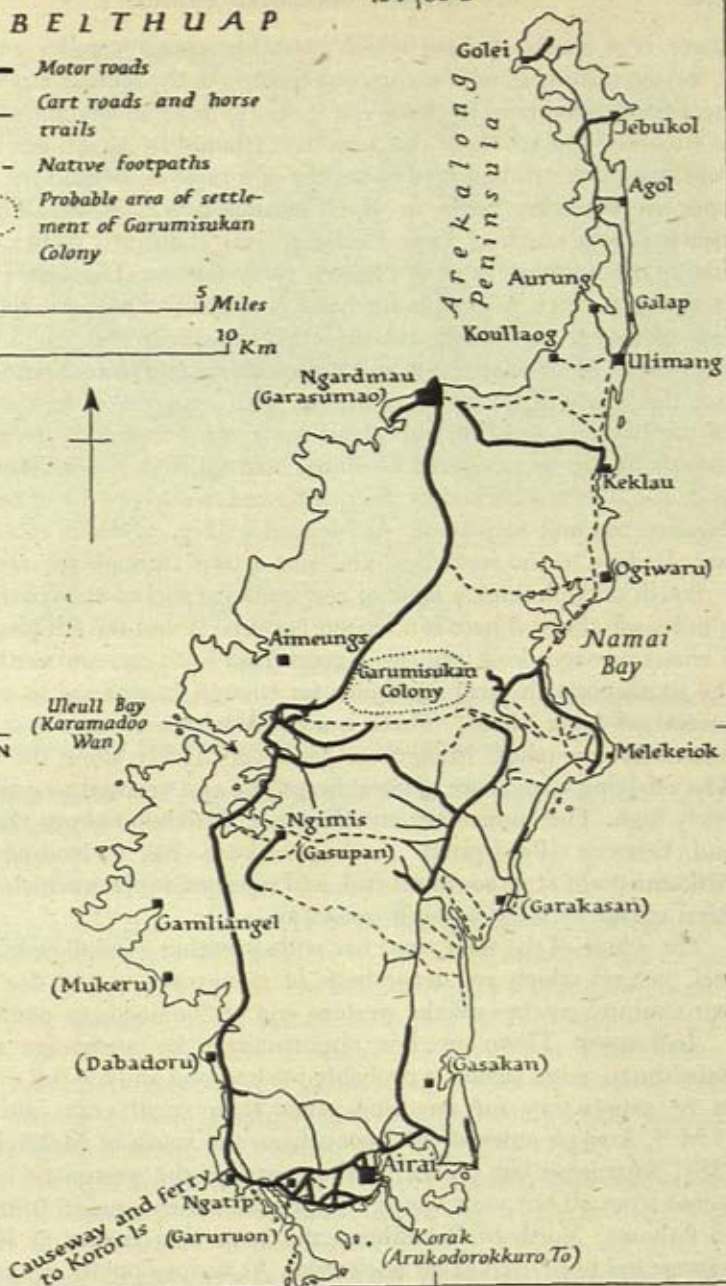 BELTHUAP
Motor roads
Cart roads and horse
trails
Native footpaths
Probable area of settle-
ment of Garumisukan
Colony
5 Miles
10 Km
Golei
Arekalong
Peninsula
Jebukol
Agol
Aurung
Galap
Koullaog
Ulimang
Ngardmau
(Garasumao)
Keklau
(Ogiwaru)
Namai
Bay
Aimeungs
Garumisukan
Colony
Uleull Bay
(Karamadoo
Wan)
N
Melekeiok
Ngimis
(Gasupan)
(Garakasan)
Gamliangel
(Mukeru)
(Dabadoru)
Gasakan)
Airai
Causeway and ferry
to Koror Is
Ngatip
(Garuruon)
Korak
(Arukodorokkuro,To)